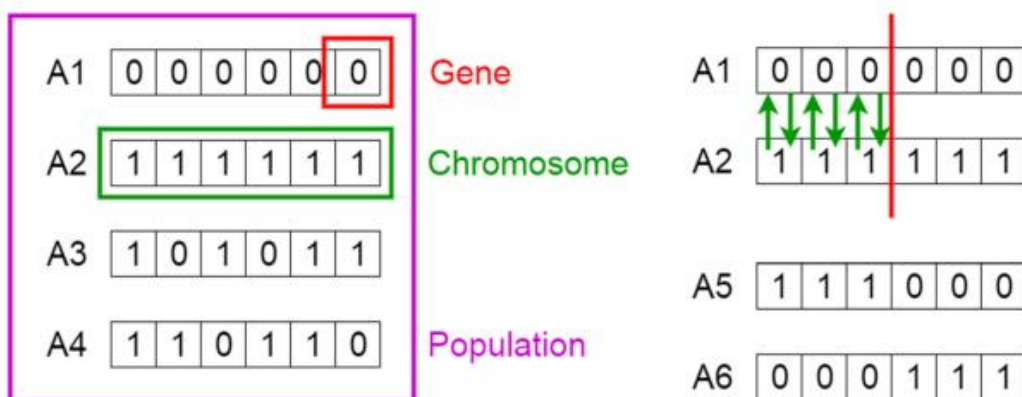 A1 0 0 0 0 0 0 Gene
A2 1 1 1 1 1 1 Chromosome
A3 1 0 1 0 1 1
A4 1 1 0 1 1 0 Population
A1 0 0 0 0 0 0
A2 1 1 1 1 1 1
A5 1 1 1 0 0 0
A6 0 0 0 1 1 1